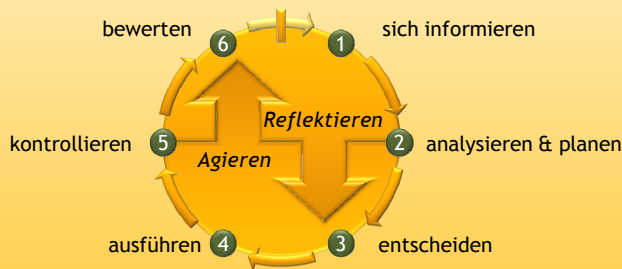 bewerten
6
1
sich informieren
Reflektieren
kontrollieren
5
2
analysieren & planen
Agieren
ausführen
4
3
entscheiden